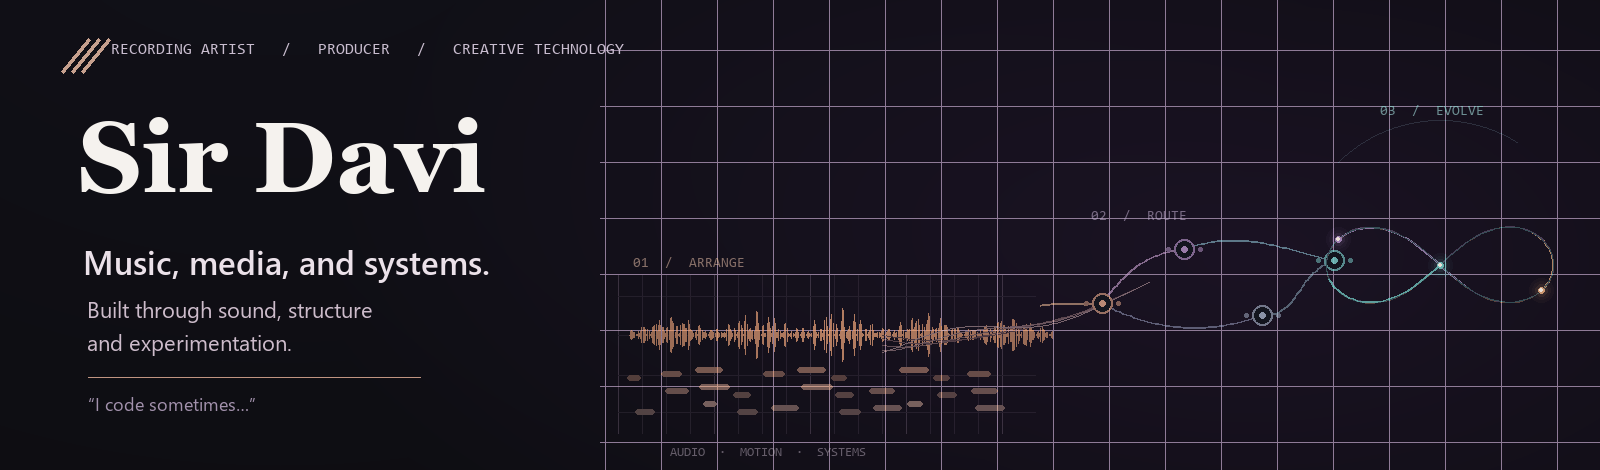 RECORDING ARTIST / PRODUCER / CREATIVE TECHNOLOGY
Sir Davi
Music, media, and systems.
Built through sound, structure
and experimentation.
“I code sometimes…”
01 / ARRANGE
02 / ROUTE
03 / EVOLVE
AUDIO · MOTION · SYSTEMS